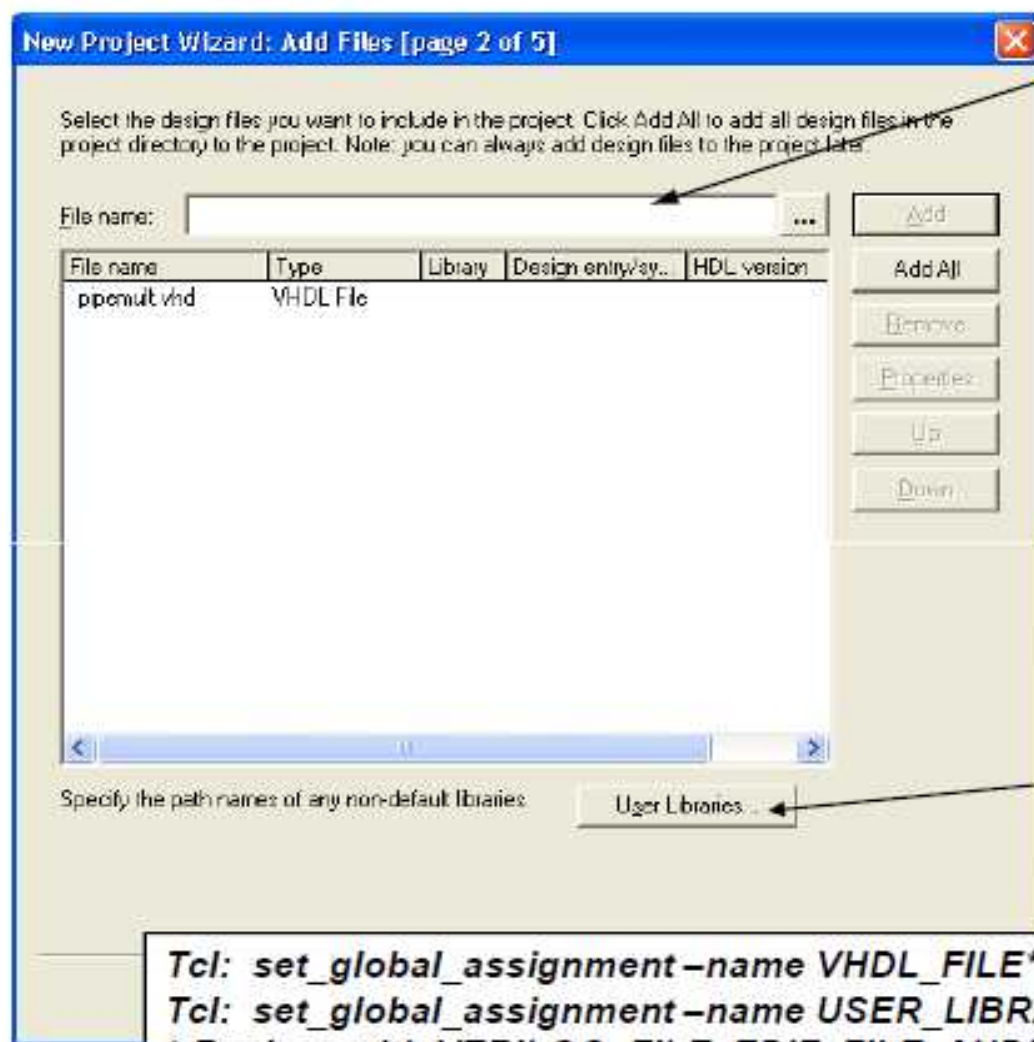 New Project Wizard: Add Files [page 2 of 5]
Select the design files you want to include in the project. Click Add All to add all design files in the
project directory to the project. Note: you can always add design files to the project later.
File name:
...
Add
File name Type Library Design entry/sy... HDL version
Add All
pipemult.vhd VHDL File
Remove
Properties
Up
Down
Specify the path names of any non-default libraries.
User Libraries...
Tcl: set_global_assignment –name VHDL_FILE*
Tcl: set_global_assignment –name USER_LIBR